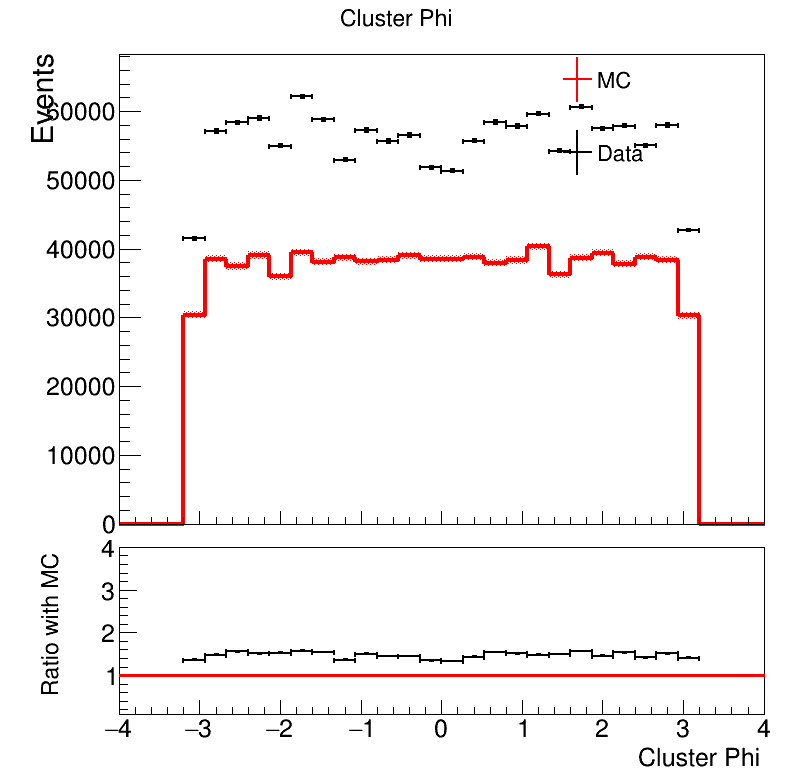 Cluster Phi
Events
60000
50000
40000
30000
20000
10000
0
MC
Data
Ratio with MC
4
3
2
1
−4 −3 −2 −1 0 1 2 3 4
Cluster Phi